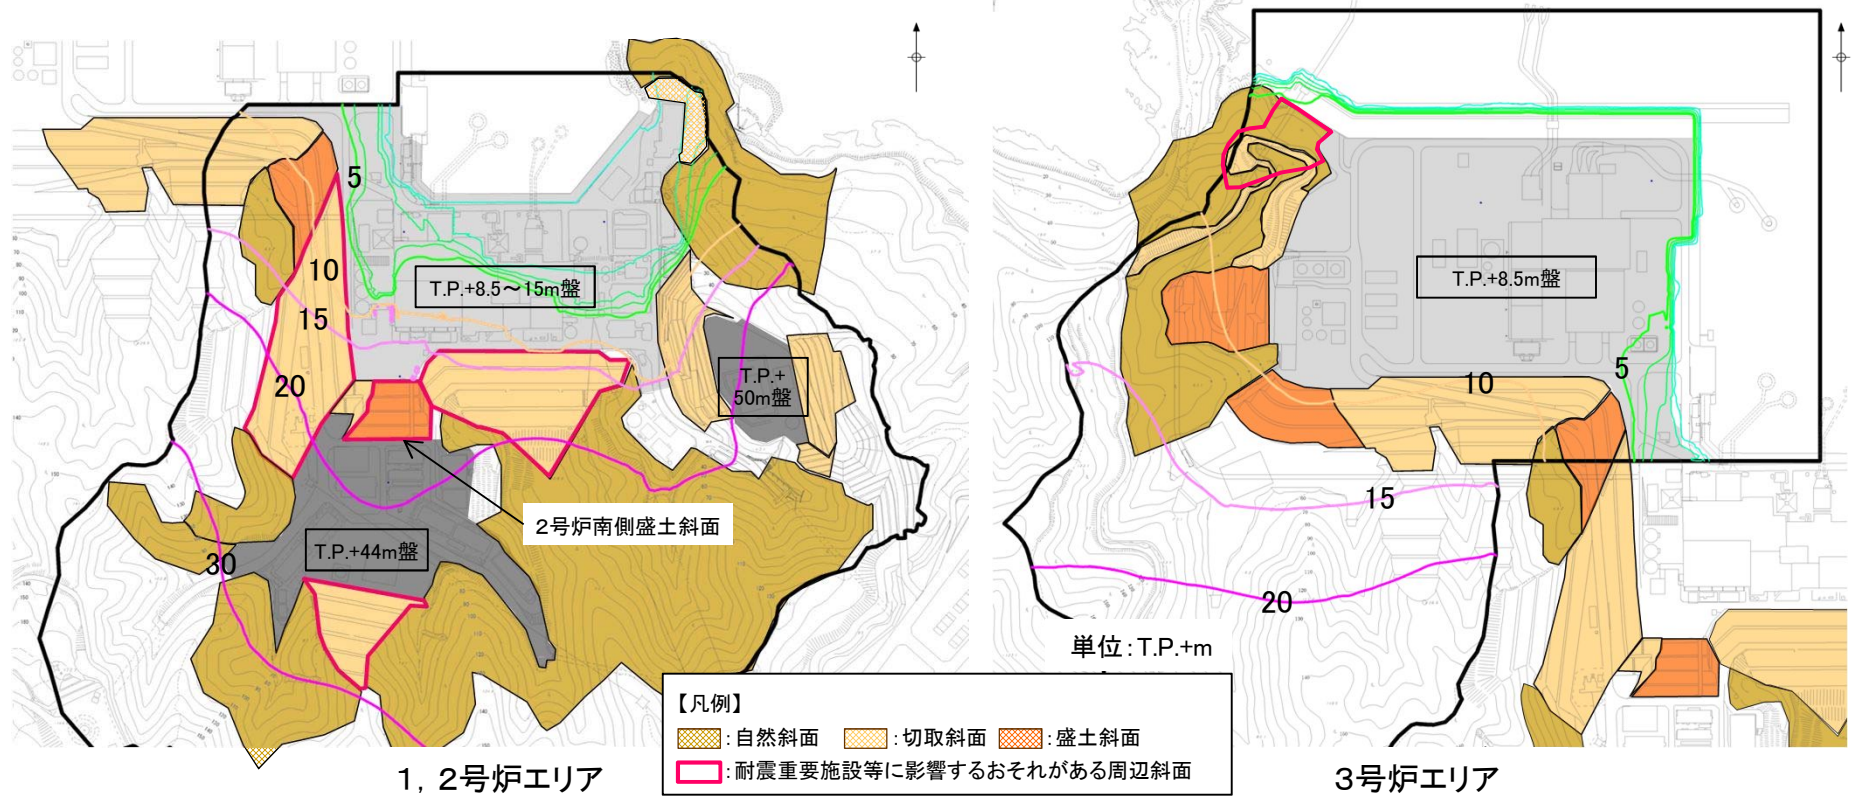 5
10
15
20
30
T.P.+8.5～15m盤
T.P.+
50m盤
2号炉南側盛土斜面
T.P.+44m盤
1，2号炉エリア
T.P.+8.5m盤
5
10
15
20
単位：T.P.+m
3号炉エリア
【凡例】
：自然斜面 ：切取斜面 ：盛土斜面
：耐震重要施設等に影響するおそれがある周辺斜面